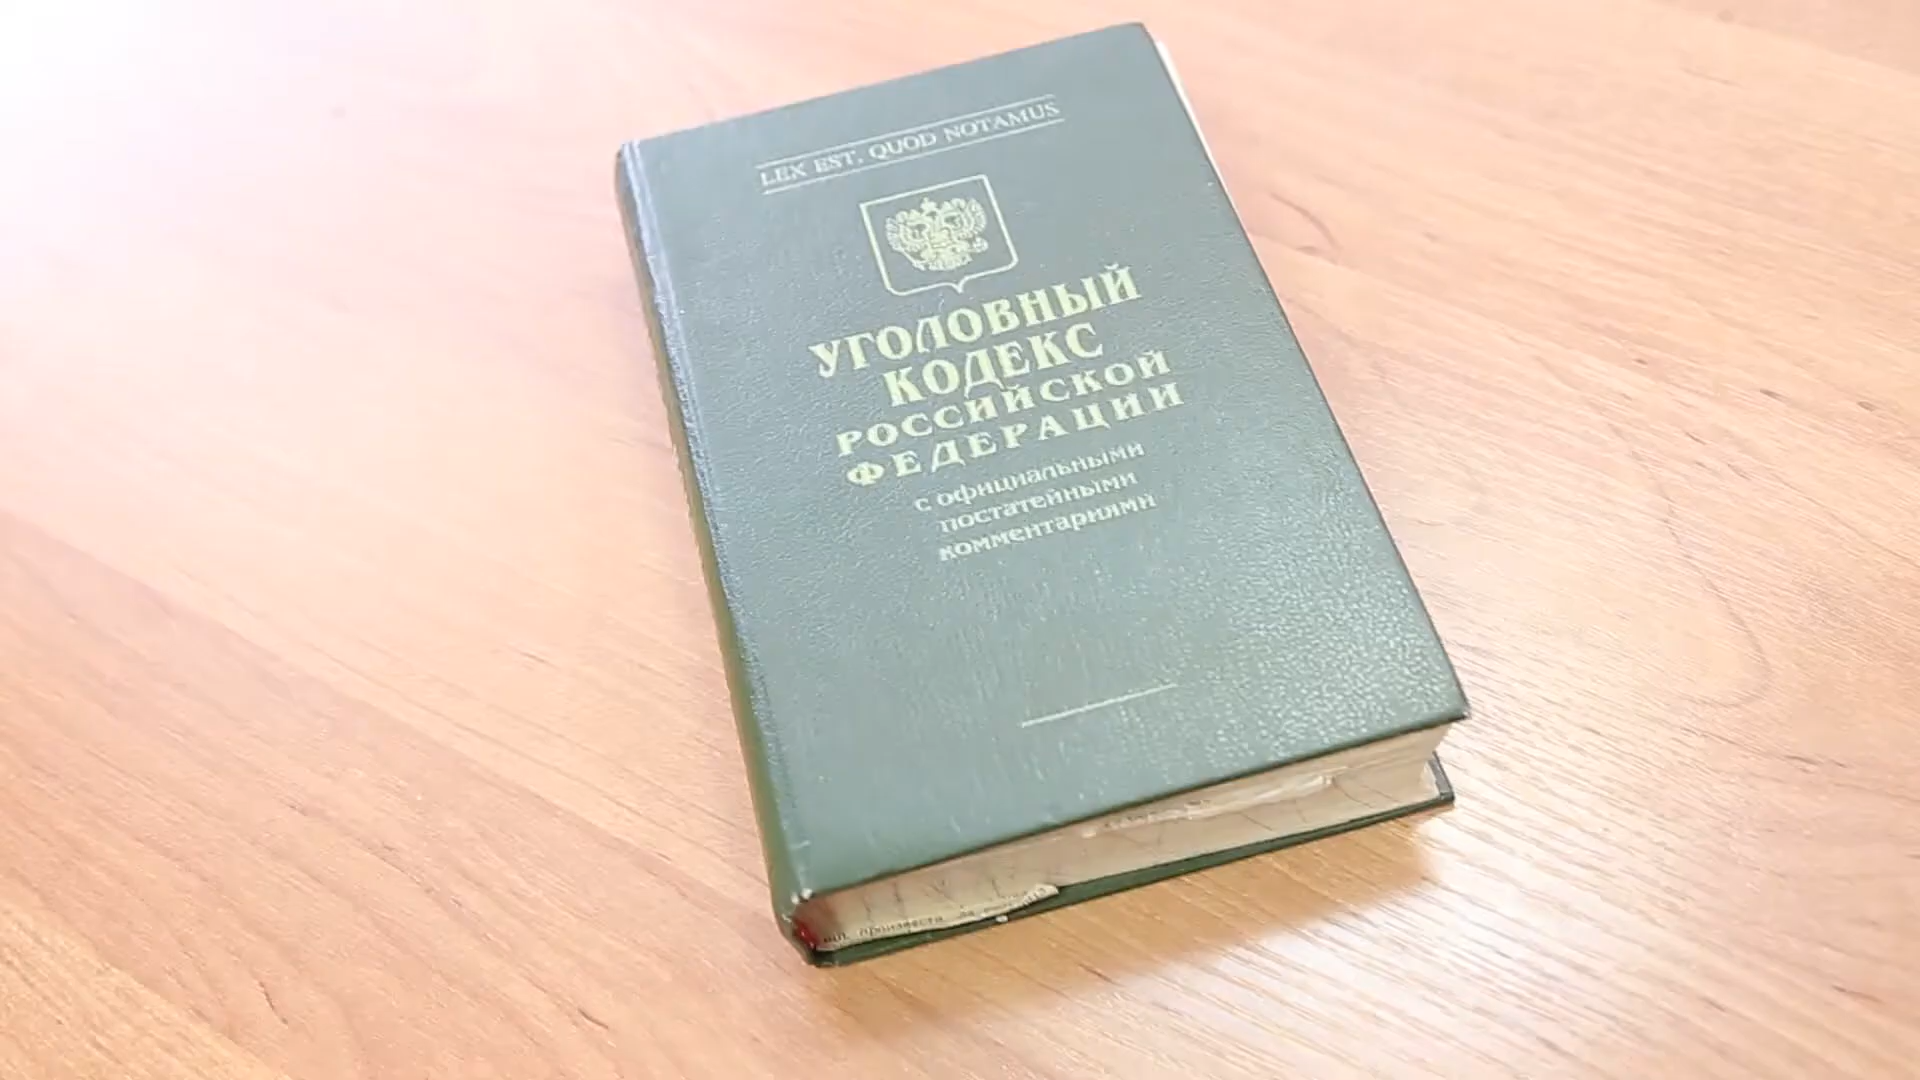 LEX EST, QUOD NOTAMUS
УГОЛОВНЫЙ
КОДЕКС
РОССИЙСКОЙ
ФЕДЕРАЦИИ
с официальными
постатейными
комментариями